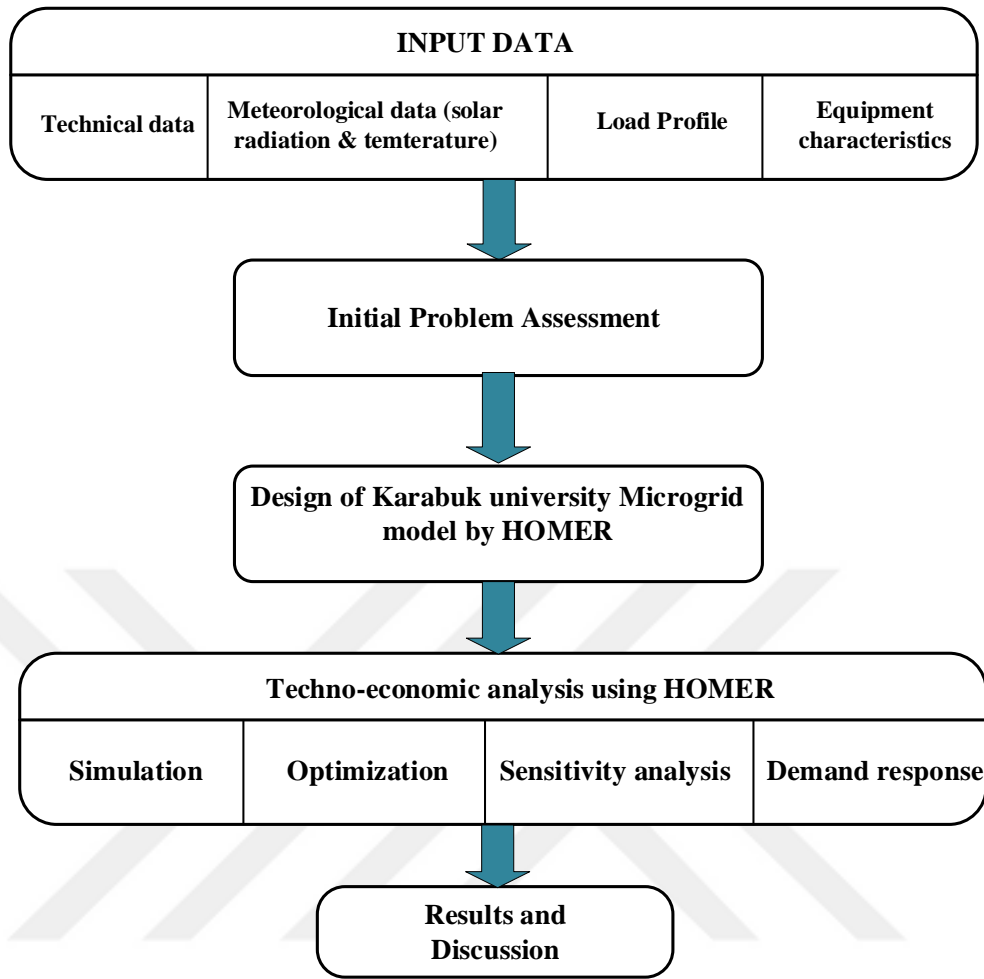 INPUT DATA
Technical data
Meteorological data (solar
radiation & temterature)
Load Profile
Equipment
characteristics
Initial Problem Assessment
Design of Karabuk university Microgrid
model by HOMER
Techno-economic analysis using HOMER
Simulation
Optimization
Sensitivity analysis
Demand response
Results and
Discussion